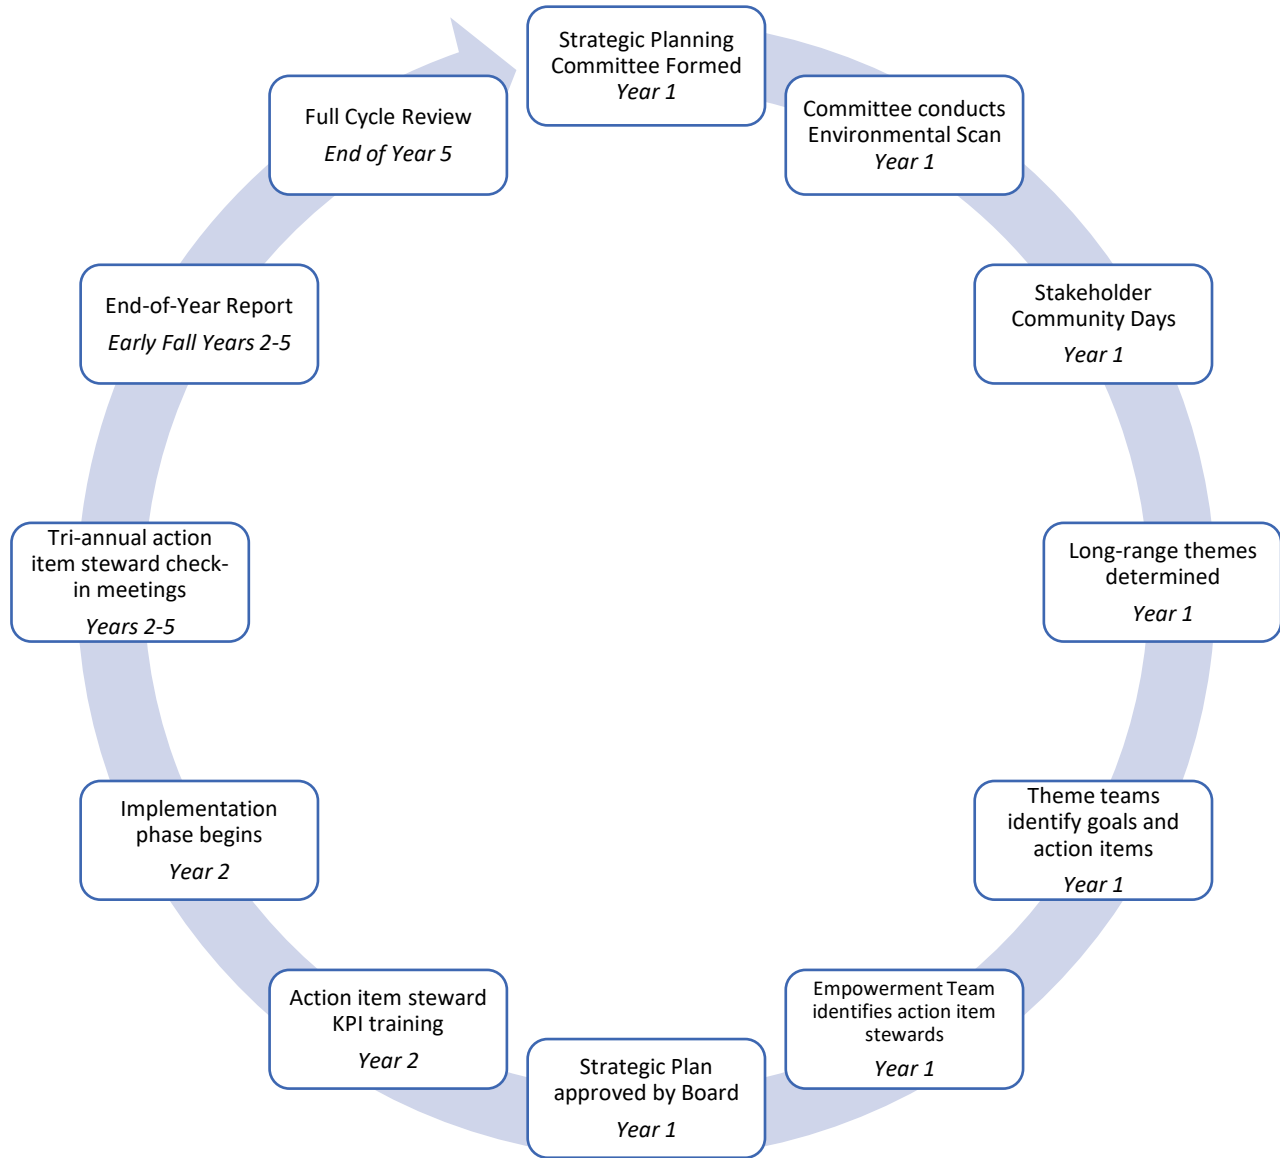 Strategic Planning
Committee Formed
Year 1
Committee conducts
Environmental Scan
Year 1
Stakeholder
Community Days
Year 1
Long-range themes
determined
Year 1
Theme teams
identify goals and
action items
Year 1
Empowerment Team
identifies action item
stewards
Year 1
Strategic Plan
approved by Board
Year 1
Action item steward
KPI training
Year 2
Implementation
phase begins
Year 2
Tri-annual action
item steward check-
in meetings
Years 2-5
End-of-Year Report
Early Fall Years 2-5
Full Cycle Review
End of Year 5